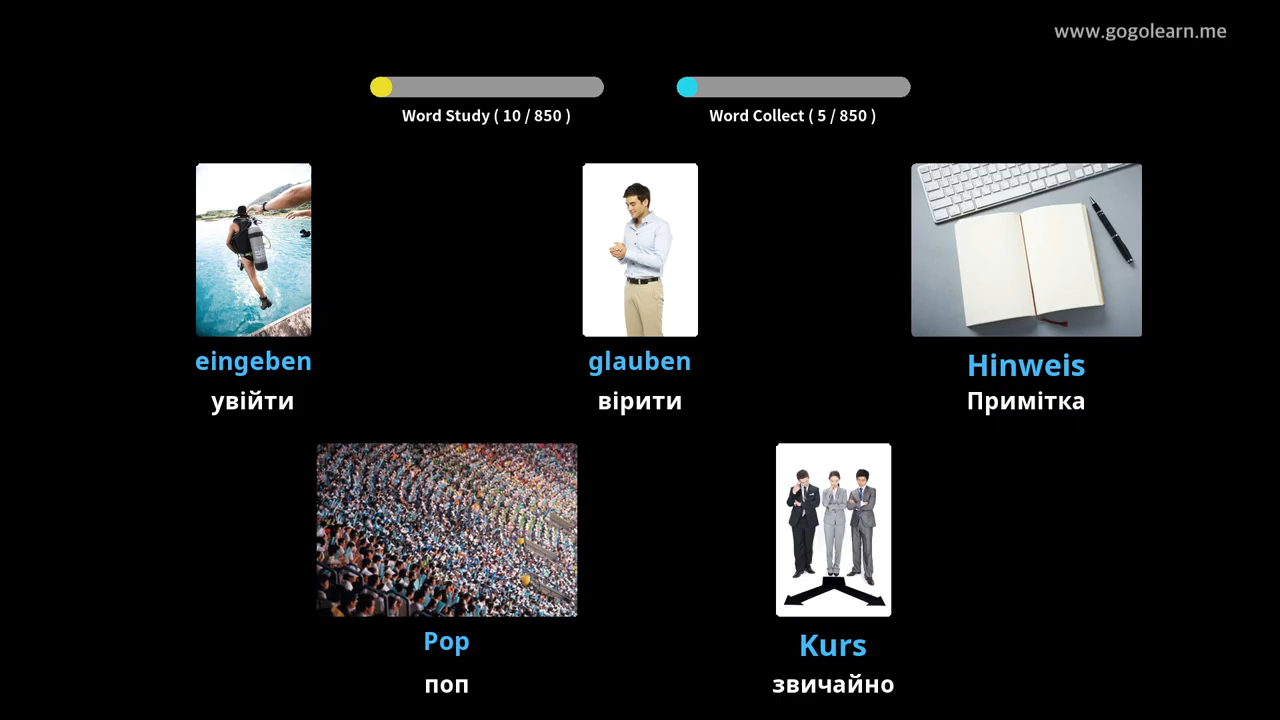 www.gogolearn.me
Word Study ( 10 / 850 )
Word Collect ( 5 / 850 )
eingeben
увійти
glauben
вірити
Hinweis
Примітка
Pop
поп
Kurs
звичайно